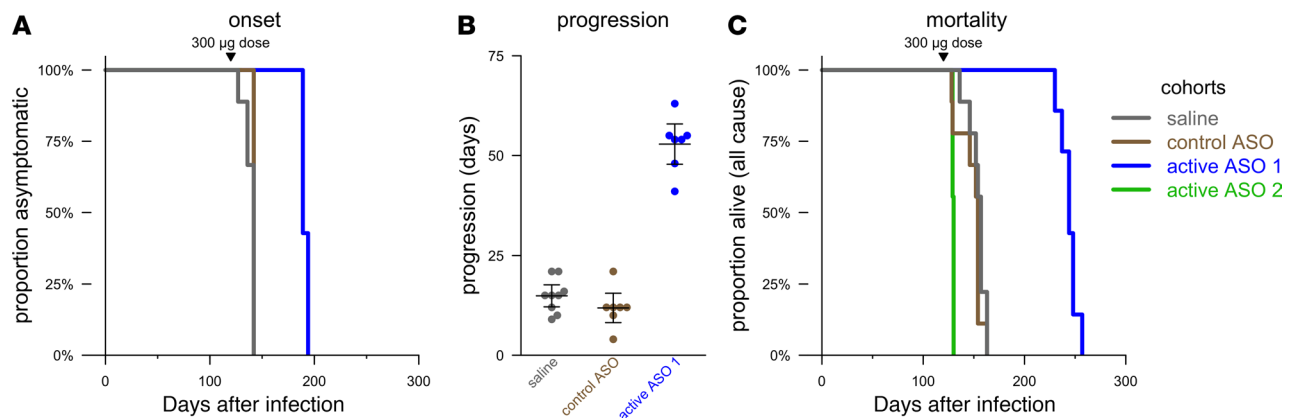 A
onset
300 µg dose
proportion asymptomatic
100%
75%
50%
25%
0%
0
100
200
300
Days after infection
B
progression
progression (days)
75
50
25
0
saline
control ASO
active ASO 1
C
mortality
300 µg dose
proportion alive (all cause)
100%
75%
50%
25%
0%
0
100
200
300
Days after infection
cohorts
saline
control ASO
active ASO 1
active ASO 2